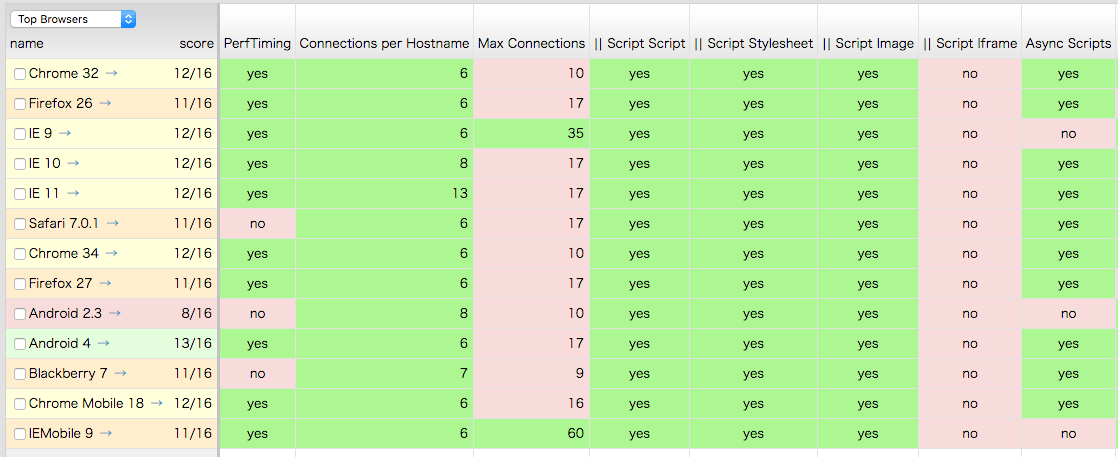 Top Browsers
name score PerfTiming Connections per Hostname Max Connections || Script Script || Script Stylesheet || Script Image || Script Iframe Async Scripts
Chrome 32 → 12/16 yes 6 10 yes yes yes no yes
Firefox 26 → 11/16 yes 6 17 yes yes yes no yes
IE 9 → 12/16 yes 6 35 yes yes yes no no
IE 10 → 12/16 yes 8 17 yes yes yes no yes
IE 11 → 12/16 yes 13 17 yes yes yes no yes
Safari 7.0.1 → 11/16 no 6 17 yes yes yes no yes
Chrome 34 → 12/16 yes 6 10 yes yes yes no yes
Firefox 27 → 11/16 yes 6 17 yes yes yes no yes
Android 2.3 → 8/16 no 8 10 yes yes yes no no
Android 4 → 13/16 yes 6 17 yes yes yes no yes
Blackberry 7 → 11/16 no 7 9 yes yes yes no yes
Chrome Mobile 18 → 12/16 yes 6 16 yes yes yes no yes
IEMobile 9 → 11/16 yes 6 60 yes yes yes no no